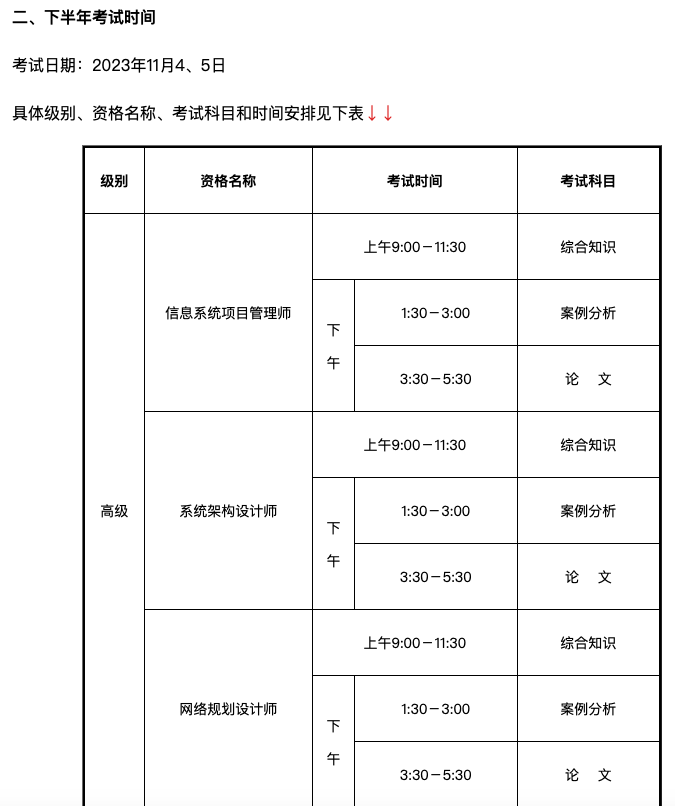 二、下半年考试时间
考试日期：2023年11月4、5日
具体级别、资格名称、考试科目和时间安排见下表↓↓
级别 资格名称 考试时间 考试科目
高级
信息系统项目管理师
上午9:00－11:30 综合知识
下午
1:30－3:00 案例分析
3:30－5:30 论 文
系统架构设计师
上午9:00－11:30 综合知识
下午
1:30－3:00 案例分析
3:30－5:30 论 文
网络规划设计师
上午9:00－11:30 综合知识
下午
1:30－3:00 案例分析
3:30－5:30 论 文